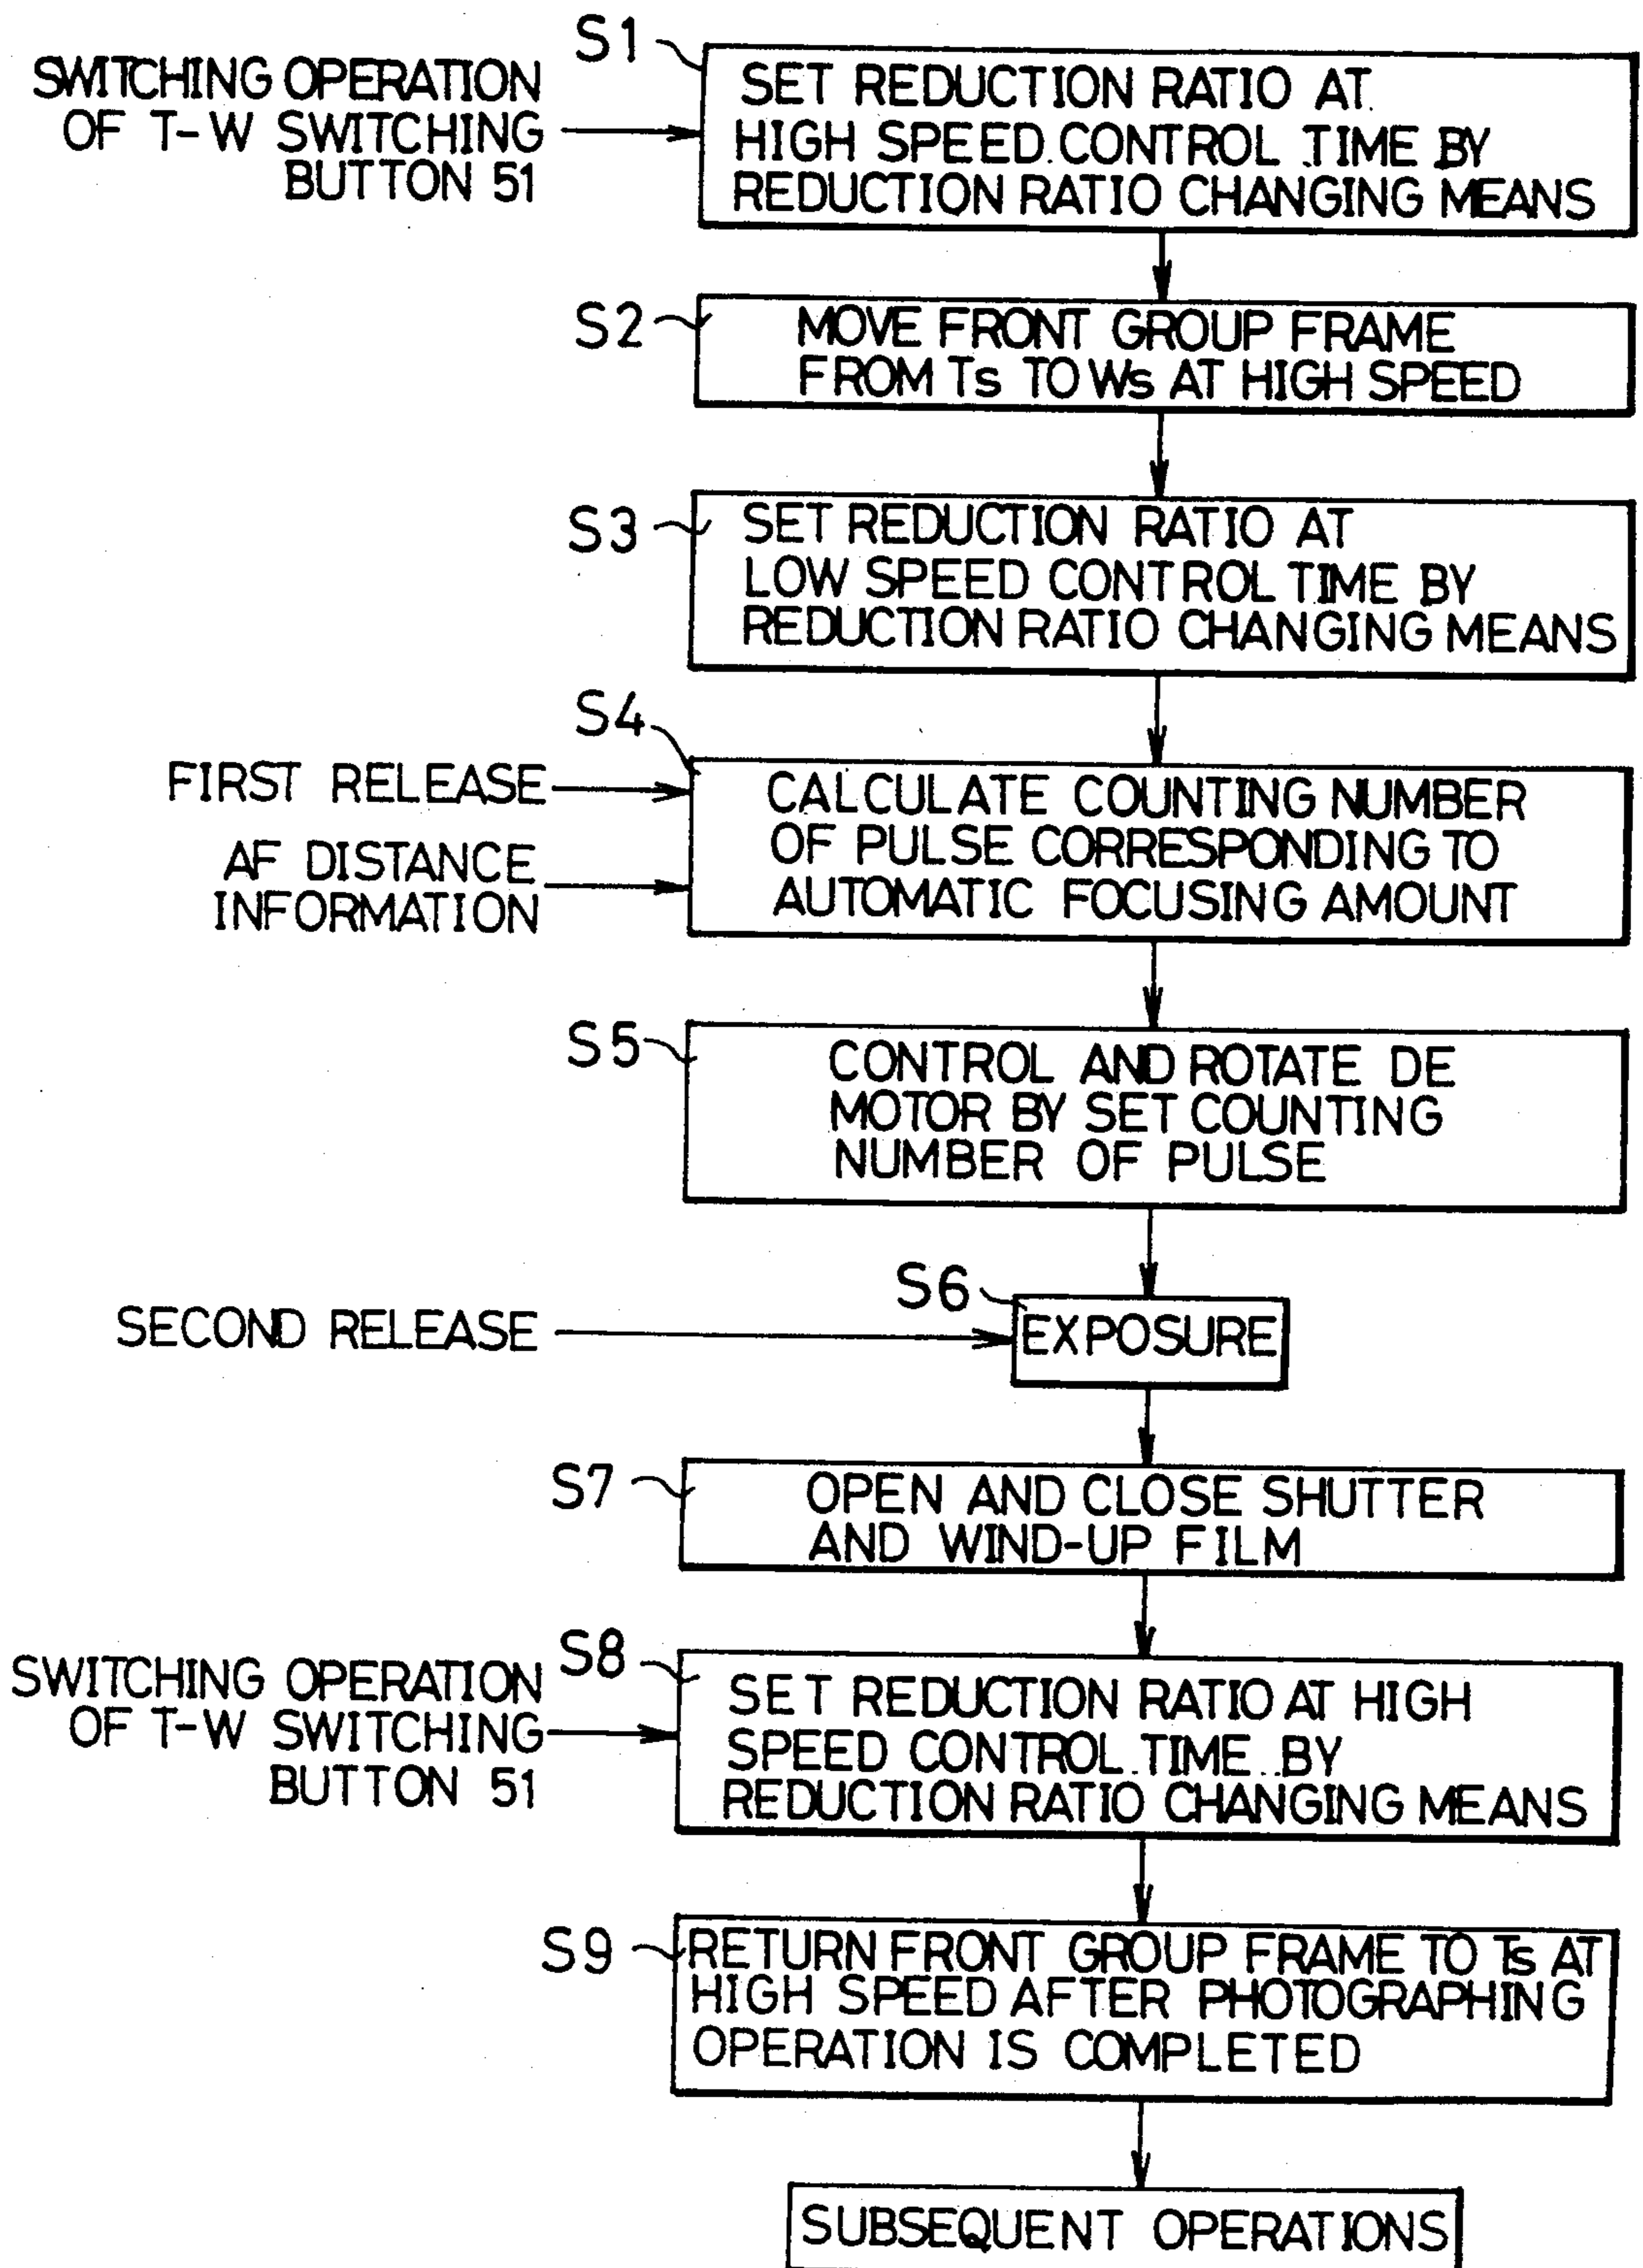 S1
SWITCHING OPERATION
OF T-W SWITCHING
BUTTON 51
SET REDUCTION RATIO AT
HIGH SPEED CONTROL TIME BY
REDUCTION RATIO CHANGING MEANS
S2
MOVE FRONT GROUP FRAME
FROM Ts TO Ws AT HIGH SPEED
S3
SET REDUCTION RATIO AT
LOW SPEED CONTROL TIME BY
REDUCTION RATIO CHANGING MEANS
S4
FIRST RELEASE
AF DISTANCE
INFORMATION
CALCULATE COUNTING NUMBER
OF PULSE CORRESPONDING TO
AUTOMATIC FOCUSING AMOUNT
S5
CONTROL AND ROTATE DE
MOTOR BY SET COUNTING
NUMBER OF PULSE
S6
SECOND RELEASE
EXPOSURE
S7
OPEN AND CLOSE SHUTTER
AND WIND-UP FILM
S8
SWITCHING OPERATION
OF T-W SWITCHING
BUTTON 51
SET REDUCTION RATIO AT HIGH
SPEED CONTROL TIME BY
REDUCTION RATIO CHANGING MEANS
S9
RETURN FRONT GROUP FRAME TO Ts AT
HIGH SPEED AFTER PHOTOGRAPHING
OPERATION IS COMPLETED
SUBSEQUENT OPERATIONS